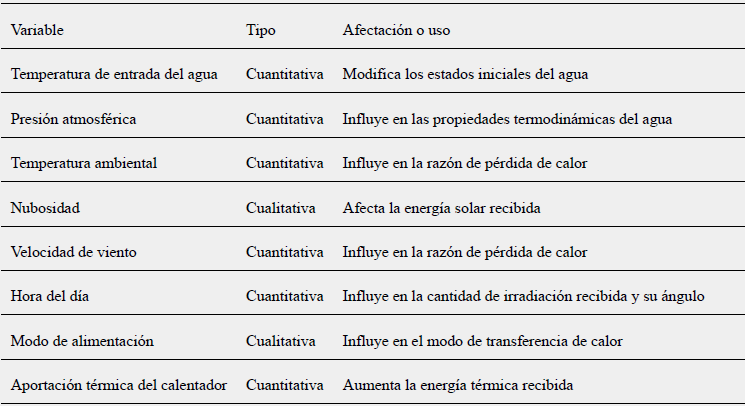 Variable Tipo Afectación o uso
Temperatura de entrada del agua Cuantitativa Modifica los estados iniciales del agua
Presión atmosférica Cuantitativa Influye en las propiedades termodinámicas del agua
Temperatura ambiental Cuantitativa Influye en la razón de pérdida de calor
Nubosidad Cualitativa Afecta la energía solar recibida
Velocidad de viento Cuantitativa Influye en la razón de pérdida de calor
Hora del día Cuantitativa Influye en la cantidad de irradiación recibida y su ángulo
Modo de alimentación Cualitativa Influye en el modo de transferencia de calor
Aportación térmica del calentador Cuantitativa Aumenta la energía térmica recibida